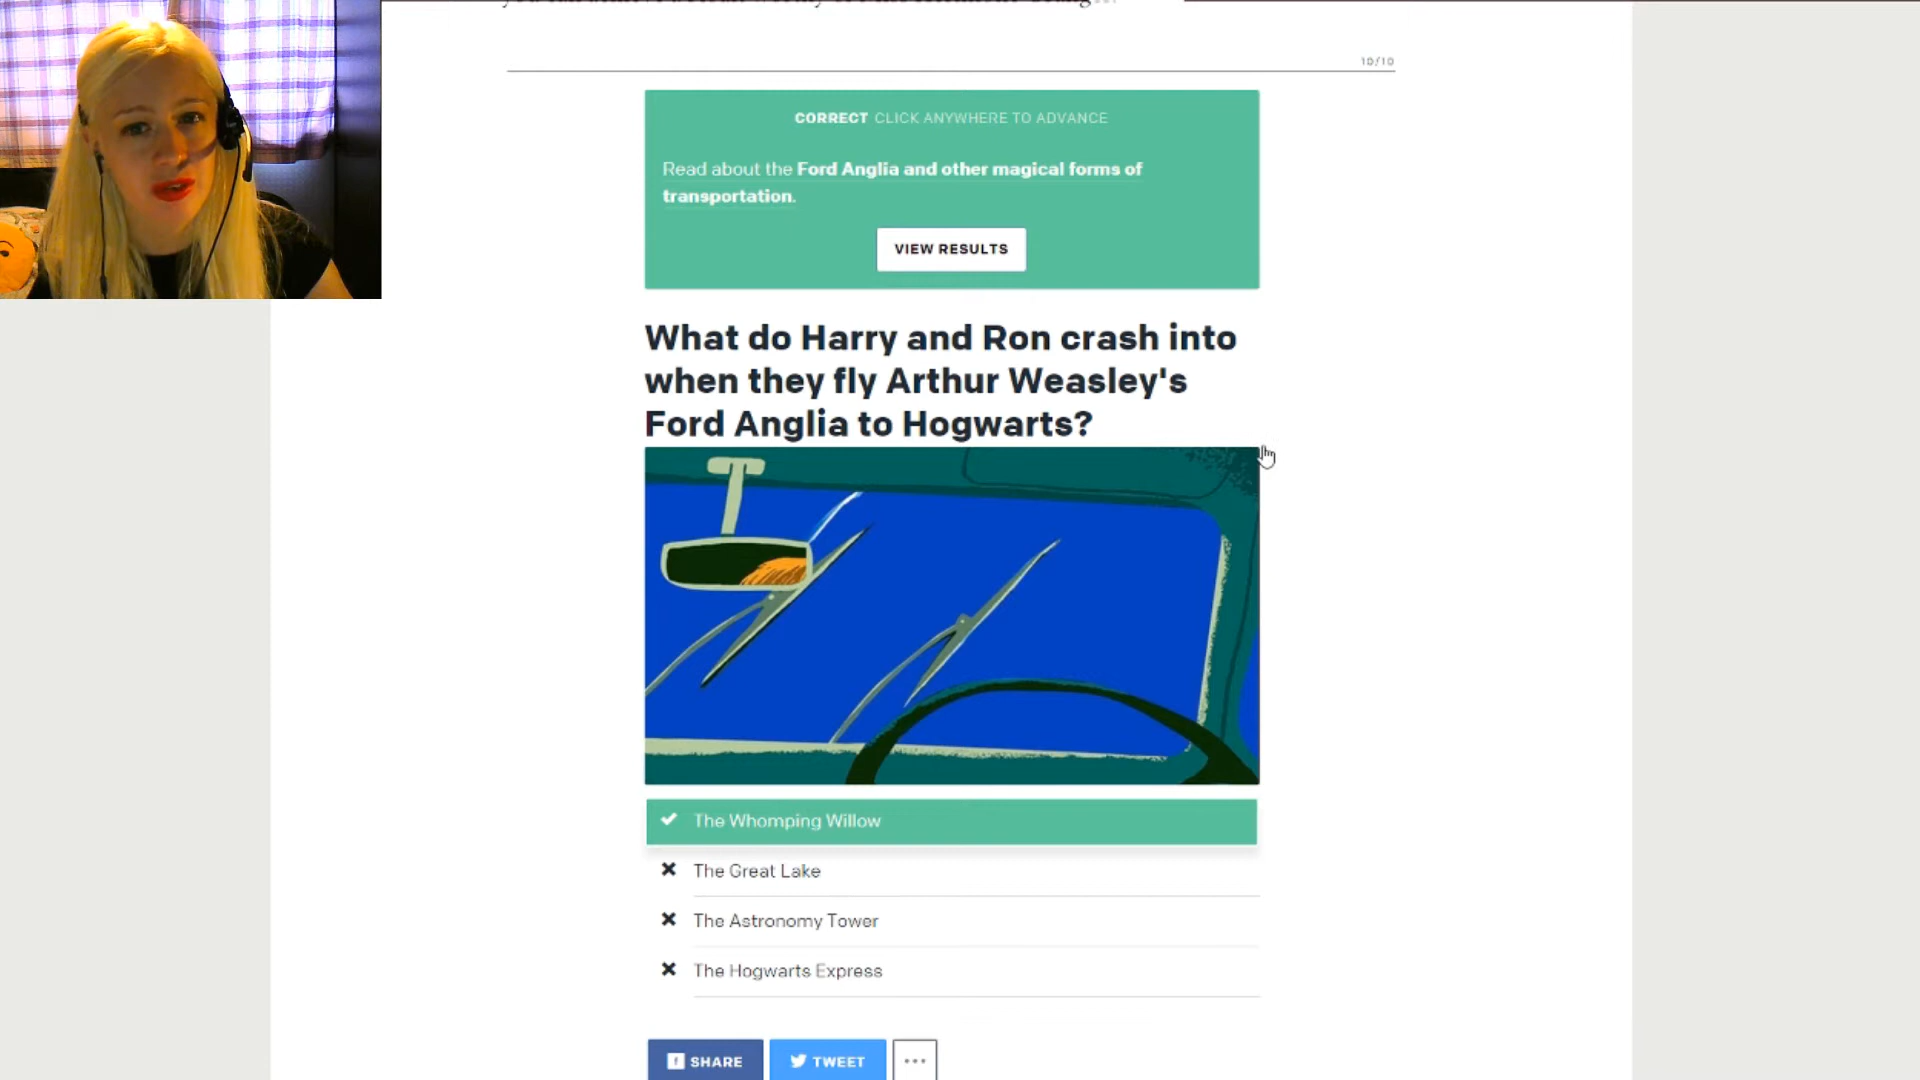 10/10
CORRECT CLICK ANYWHERE TO ADVANCE
Read about the Ford Anglia and other magical forms of
transportation.
VIEW RESULTS
What do Harry and Ron crash into
when they fly Arthur Weasley's
Ford Anglia to Hogwarts?
The Whomping Willow
The Great Lake
The Astronomy Tower
The Hogwarts Express
f SHARE
TWEET